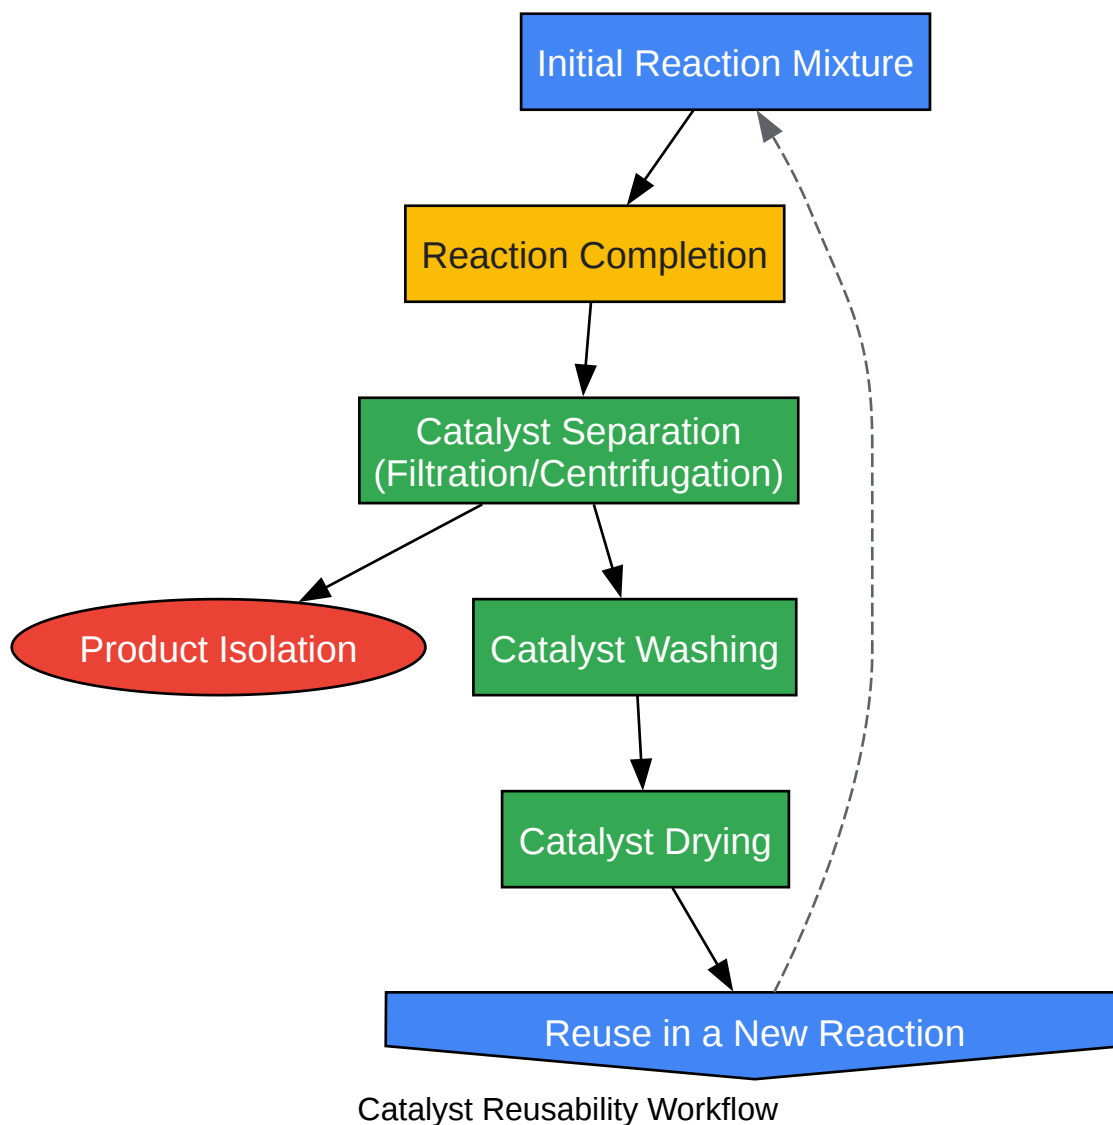 Initial Reaction Mixture
Reaction Completion
Catalyst Separation
(Filtration/Centrifugation)
Product Isolation
Catalyst Washing
Catalyst Drying
Reuse in a New Reaction
Catalyst Reusability Workflow